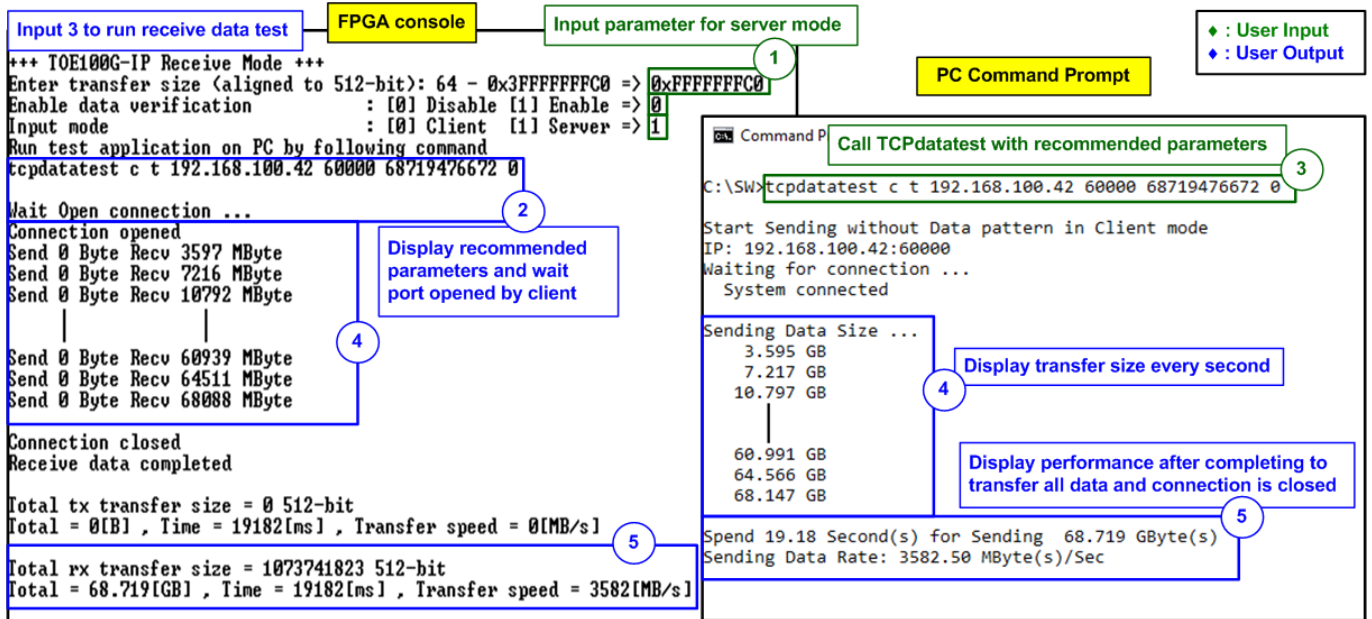 Input 3 to run receive data test
FPGA console
Input parameter for server mode
♦ : User Input
♦ : User Output
1
+++ TOE100G-IP Receive Mode +++
Enter transfer size (aligned to 512-bit): 64 - 0x3FFFFFFFC0 => 0xFFFFFFFC0
Enable data verification : [0] Disable [1] Enable => 0
Input mode : [0] Client [1] Server => 1
Run test application on PC by following command
tcpdatatest c t 192.168.100.42 60000 68719476672 0
Wait Open connection ...
2
Display recommended
parameters and wait
port opened by client
Connection opened
Send 0 Byte Recv 3597 MByte
Send 0 Byte Recv 7216 MByte
Send 0 Byte Recv 10792 MByte
Send 0 Byte Recv 60939 MByte
Send 0 Byte Recv 64511 MByte
Send 0 Byte Recv 68088 MByte
4
Connection closed
Receive data completed
Total tx transfer size = 0 512-bit
Total = 0[B] , Time = 19182[ms] , Transfer speed = 0[MB/s]
5
Total rx transfer size = 1073741823 512-bit
Total = 68.719[GB] , Time = 19182[ms] , Transfer speed = 3582[MB/s]
PC Command Prompt
Command P
Call TCPdatatest with recommended parameters
3
C:\SW>tcpdatatest c t 192.168.100.42 60000 68719476672 0
Start Sending without Data pattern in Client mode
IP: 192.168.100.42:60000
Waiting for connection ...
System connected
Sending Data Size ...
3.595 GB
7.217 GB
10.797 GB
60.991 GB
64.566 GB
68.147 GB
4
Display transfer size every second
Display performance after completing to
transfer all data and connection is closed
5
Spend 19.18 Second(s) for Sending 68.719 GByte(s)
Sending Data Rate: 3582.50 MByte(s)/Sec